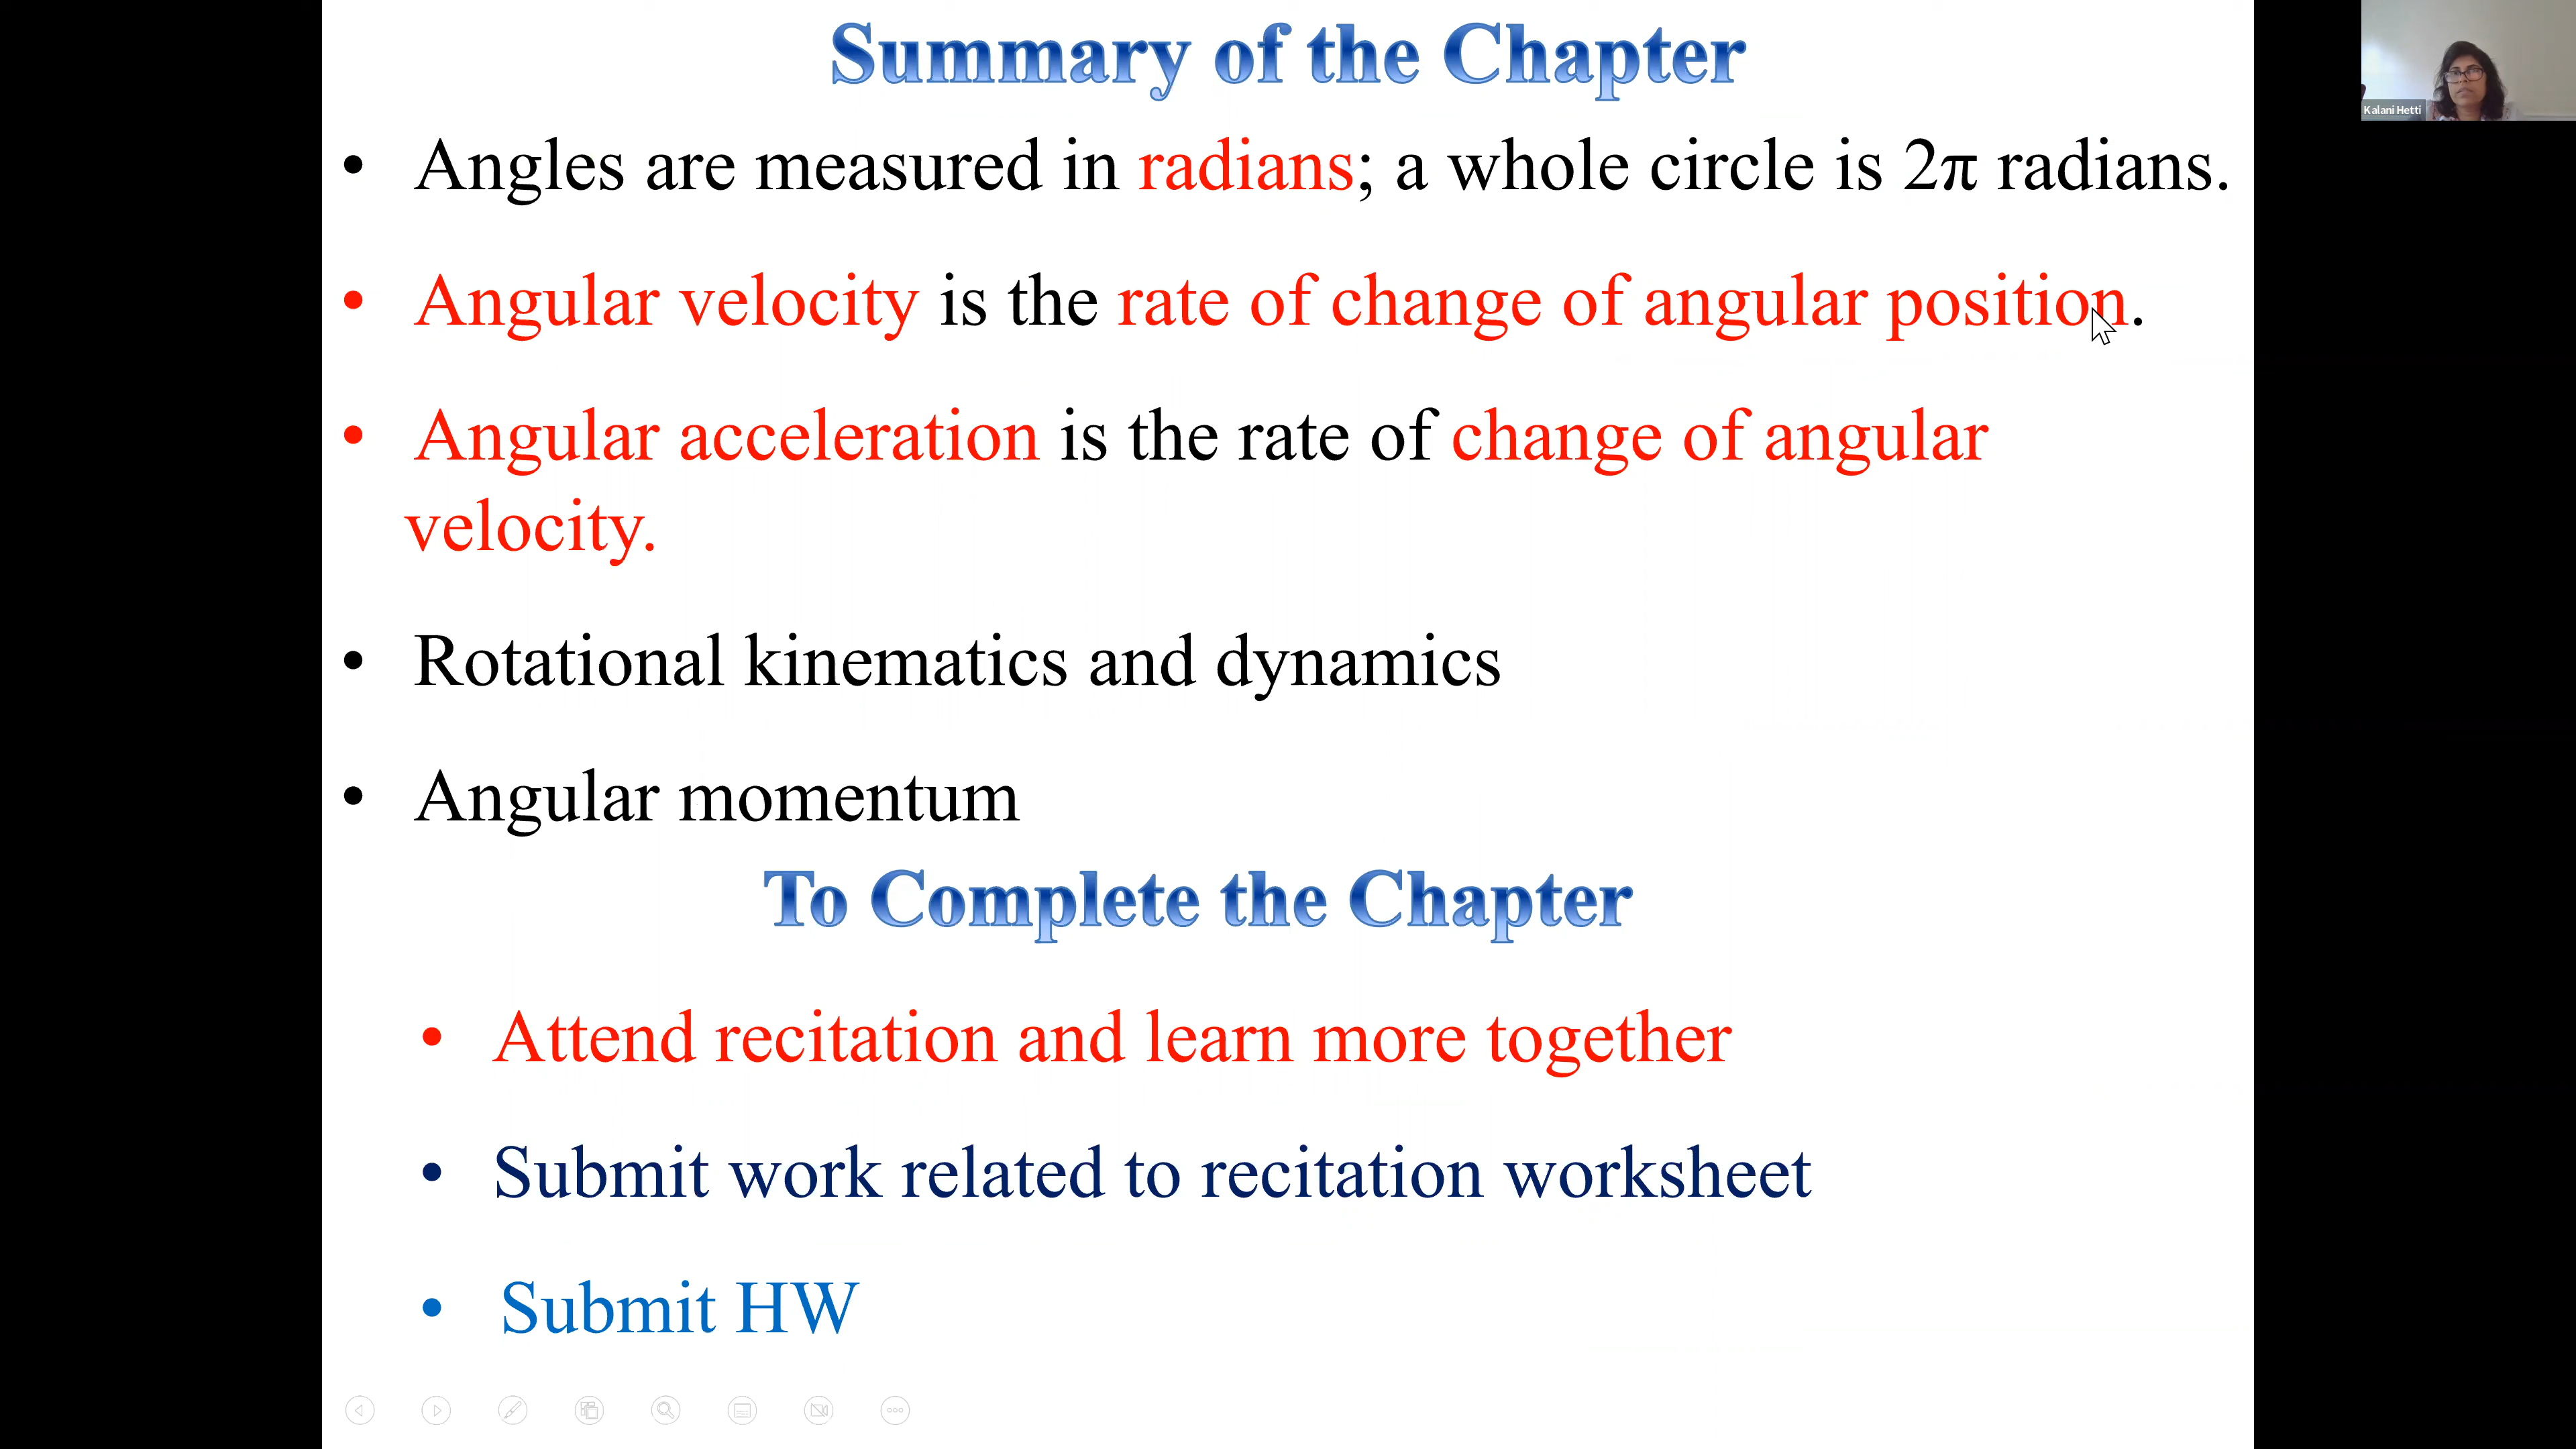 Summary of the Chapter
Kalani Hetti
• Angles are measured in radians; a whole circle is 2π radians.
• Angular velocity is the rate of change of angular position.
• Angular acceleration is the rate of change of angular
velocity.
• Rotational kinematics and dynamics
• Angular momentum
To Complete the Chapter
• Attend recitation and learn more together
• Submit work related to recitation worksheet
• Submit HW